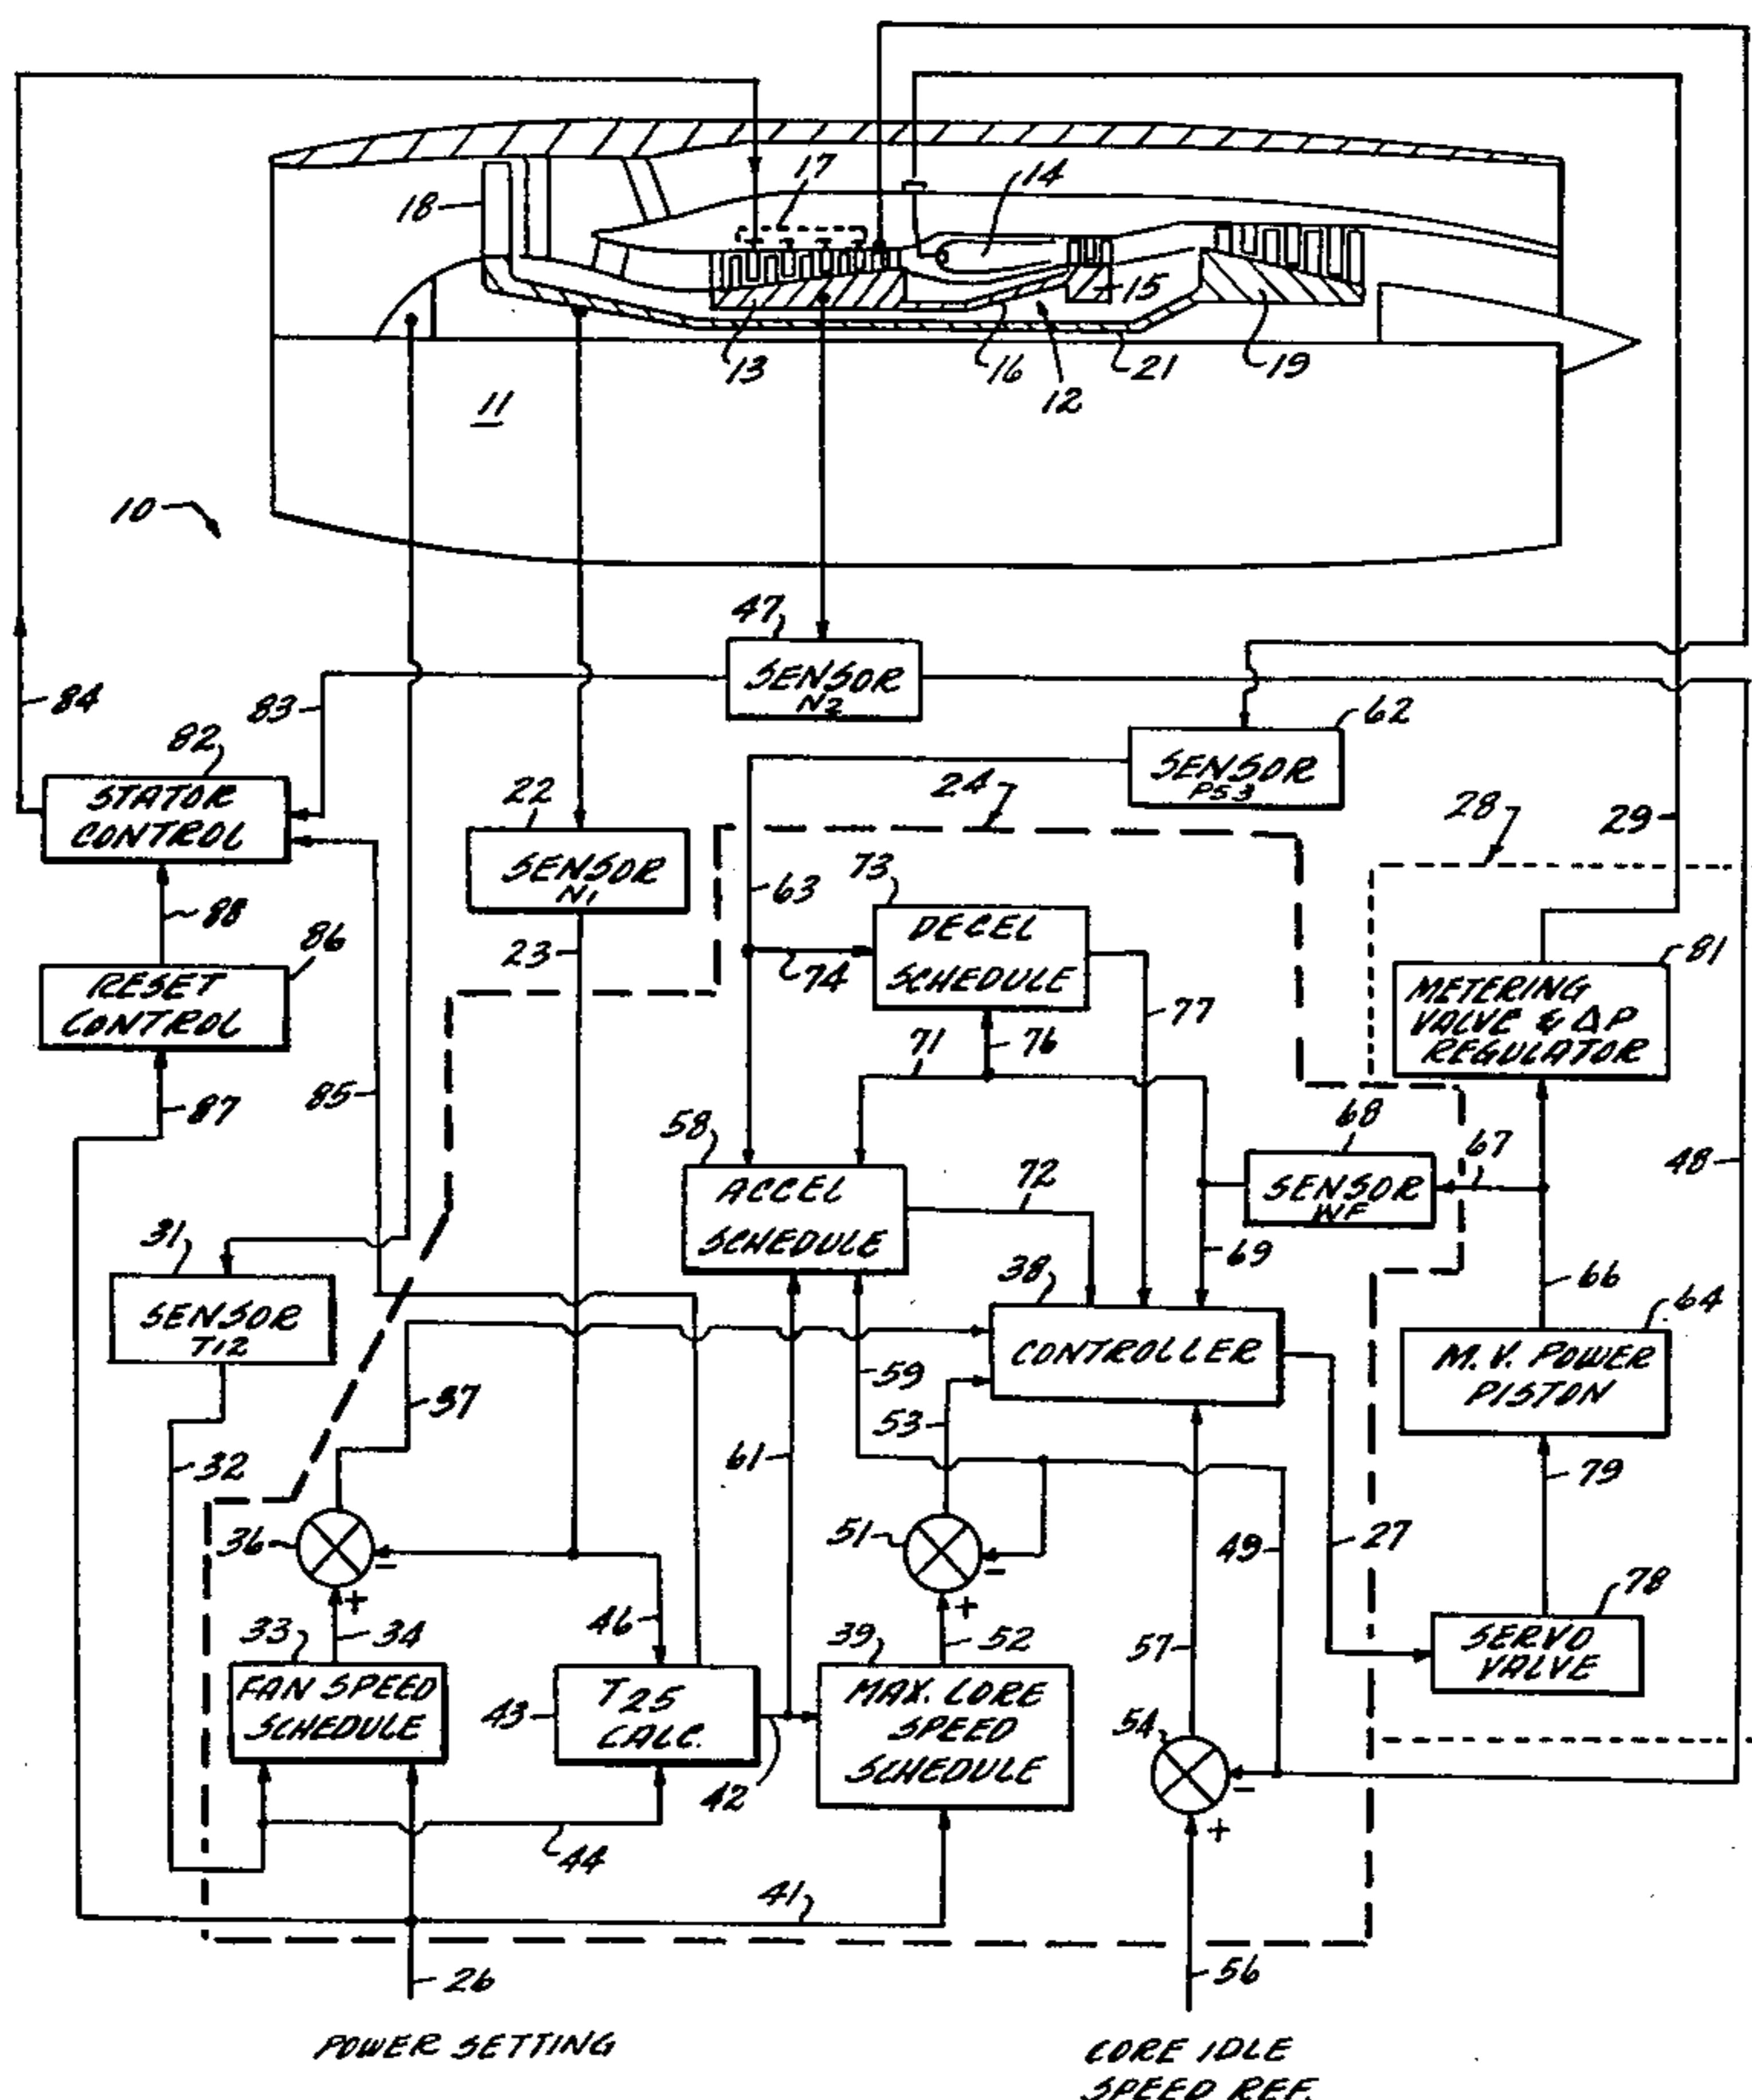 17
14
18
13
16
12
15
21
19
11
10
47
SENSOR
N2
84
83
62
SENSOR
PS3
82
STATOR
CONTROL
22
SENSOR
N1
24
28
29
63
73
DECEL
SCHEDULE
88
86
RESET
CONTROL
23
74
77
81
METERING
VALVE & ΔP
REGULATOR
71
76
87
85
58
ACCEL
SCHEDULE
72
68
SENSOR
WF
67
48
31
SENSOR
T12
69
38
CONTROLLER
66
64
M.V. POWER
PISTON
37
59
53
32
61
79
36
-
+
51
-
+
49
27
33
34
FAN SPEED
SCHEDULE
46
43
T25
CALC.
42
39
52
MAX. CORE
SPEED
SCHEDULE
57
54
-
+
78
SERVO
VALVE
44
41
26
56
POWER SETTING
CORE IDLE
SPEED REF.